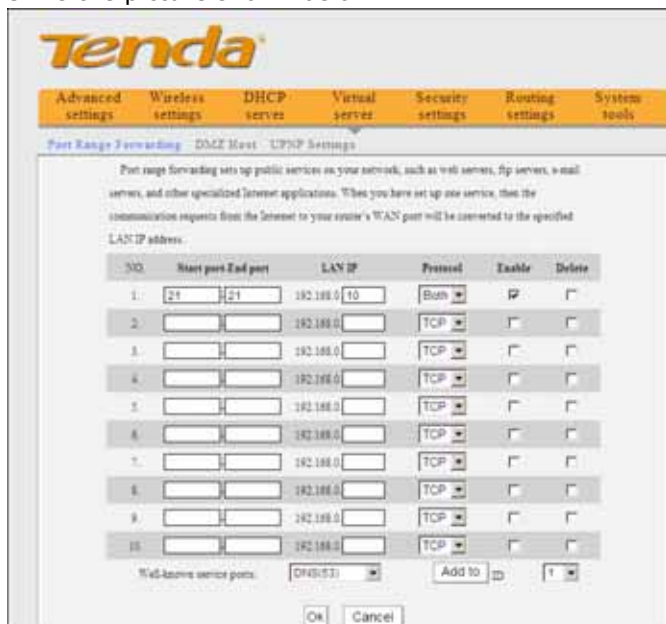 Tenda
Advanced settings Wireless settings DHCP server Virtual server Security settings Routing settings System tools
Port Range Forwarding DMZ Host UPNP Settings
Port range forwarding sets up public services on your network, such as web servers, ftp servers, e-mail
servers, and other specialized Internet applications. When you have set up one service, then the
communication requests from the Internet to your router's WAN port will be converted to the specified
LAN IP address.
NO. Start port-End port LAN IP Protocol Enable Delete
1. 21 - 21 192.168.0. 10 Both
2. - 192.168.0. TCP
3. - 192.168.0. TCP
4. - 192.168.0. TCP
5. - 192.168.0. TCP
6. - 192.168.0. TCP
7. - 192.168.0. TCP
8. - 192.168.0. TCP
9. - 192.168.0. TCP
10. - 192.168.0. TCP
Well-known service ports: DNS(53) Add to ID 1
Ok Cancel